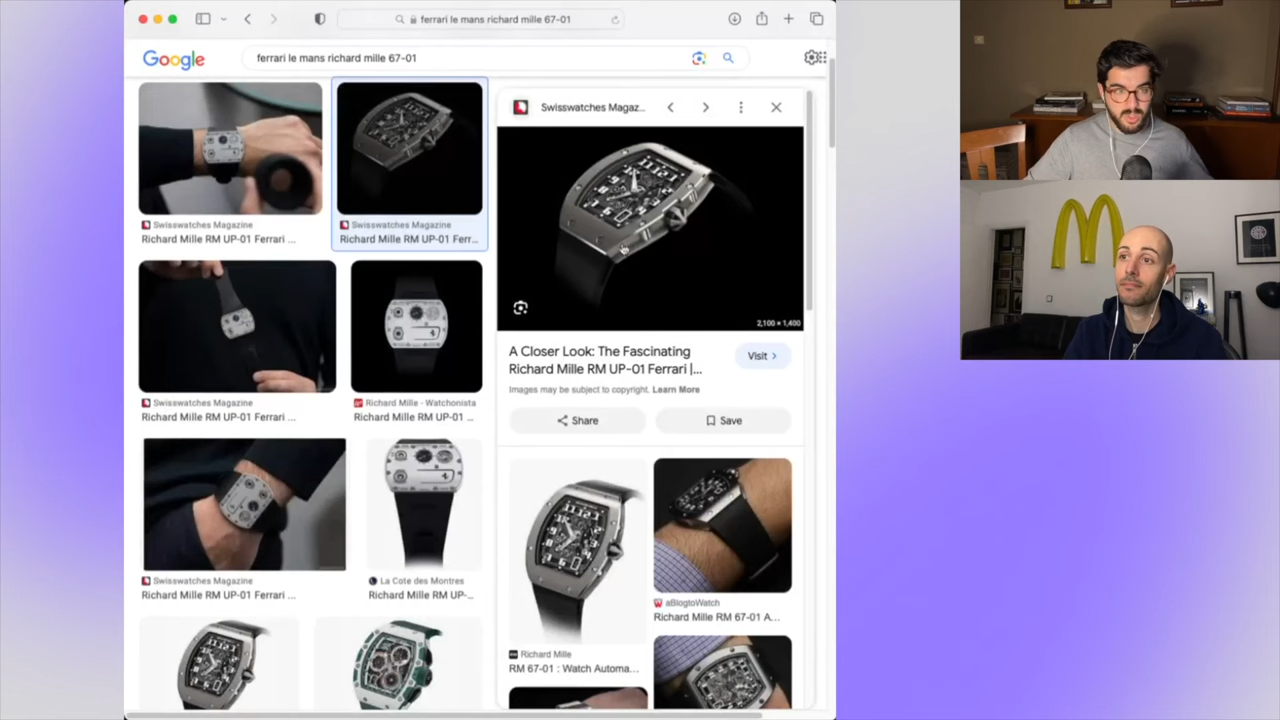 ferrari le mans richard mille 67-01
Google
ferrari le mans richard mille 67-01
Swisswatches Magazine
Richard Mille RM UP-01 Ferrari ...
Swisswatches Magazine
Richard Mille RM UP-01 Ferr...
Swisswatches Magazine
Richard Mille RM UP-01 Ferrari ...
Richard Mille - Watchonista
Richard Mille RM UP-01 ...
Swisswatches Magazine
Richard Mille RM UP-01 Ferrari ...
La Cote des Montres
Richard Mille RM UP-...
Swisswatches Magaz...
2,100 × 1,400
A Closer Look: The Fascinating
Richard Mille RM UP-01 Ferrari |...
Visit
Images may be subject to copyright. Learn More
Share
Save
Richard Mille
RM 67-01 : Watch Automa...
aBlogtoWatch
Richard Mille RM 67-01 A...